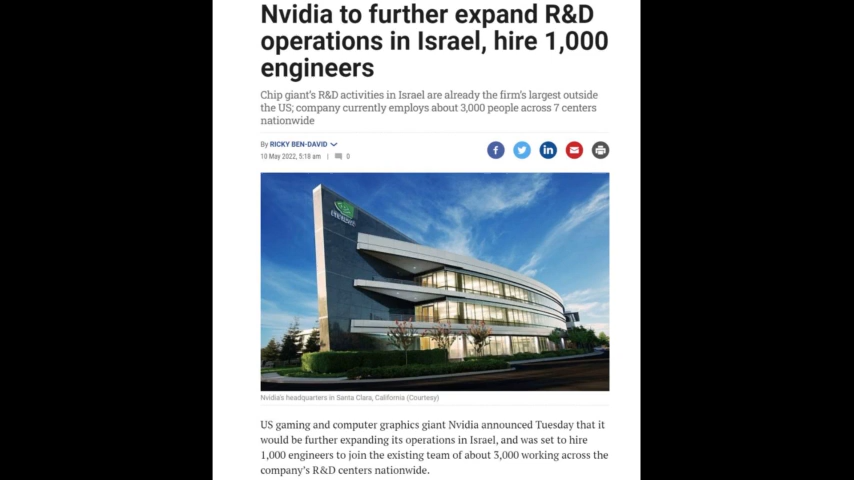 Nvidia to further expand R&D
operations in Israel, hire 1,000
engineers
Chip giant's R&D activities in Israel are already the firm's largest outside
the US; company currently employs about 3,000 people across 7 centers
nationwide
By RICKY BEN-DAVID
10 May 2022, 5:18 am | 0
Nvidia's headquarters in Santa Clara, California (Courtesy)
US gaming and computer graphics giant Nvidia announced Tuesday that it
would be further expanding its operations in Israel, and was set to hire
1,000 engineers to join the existing team of about 3,000 working across the
company's R&D centers nationwide.